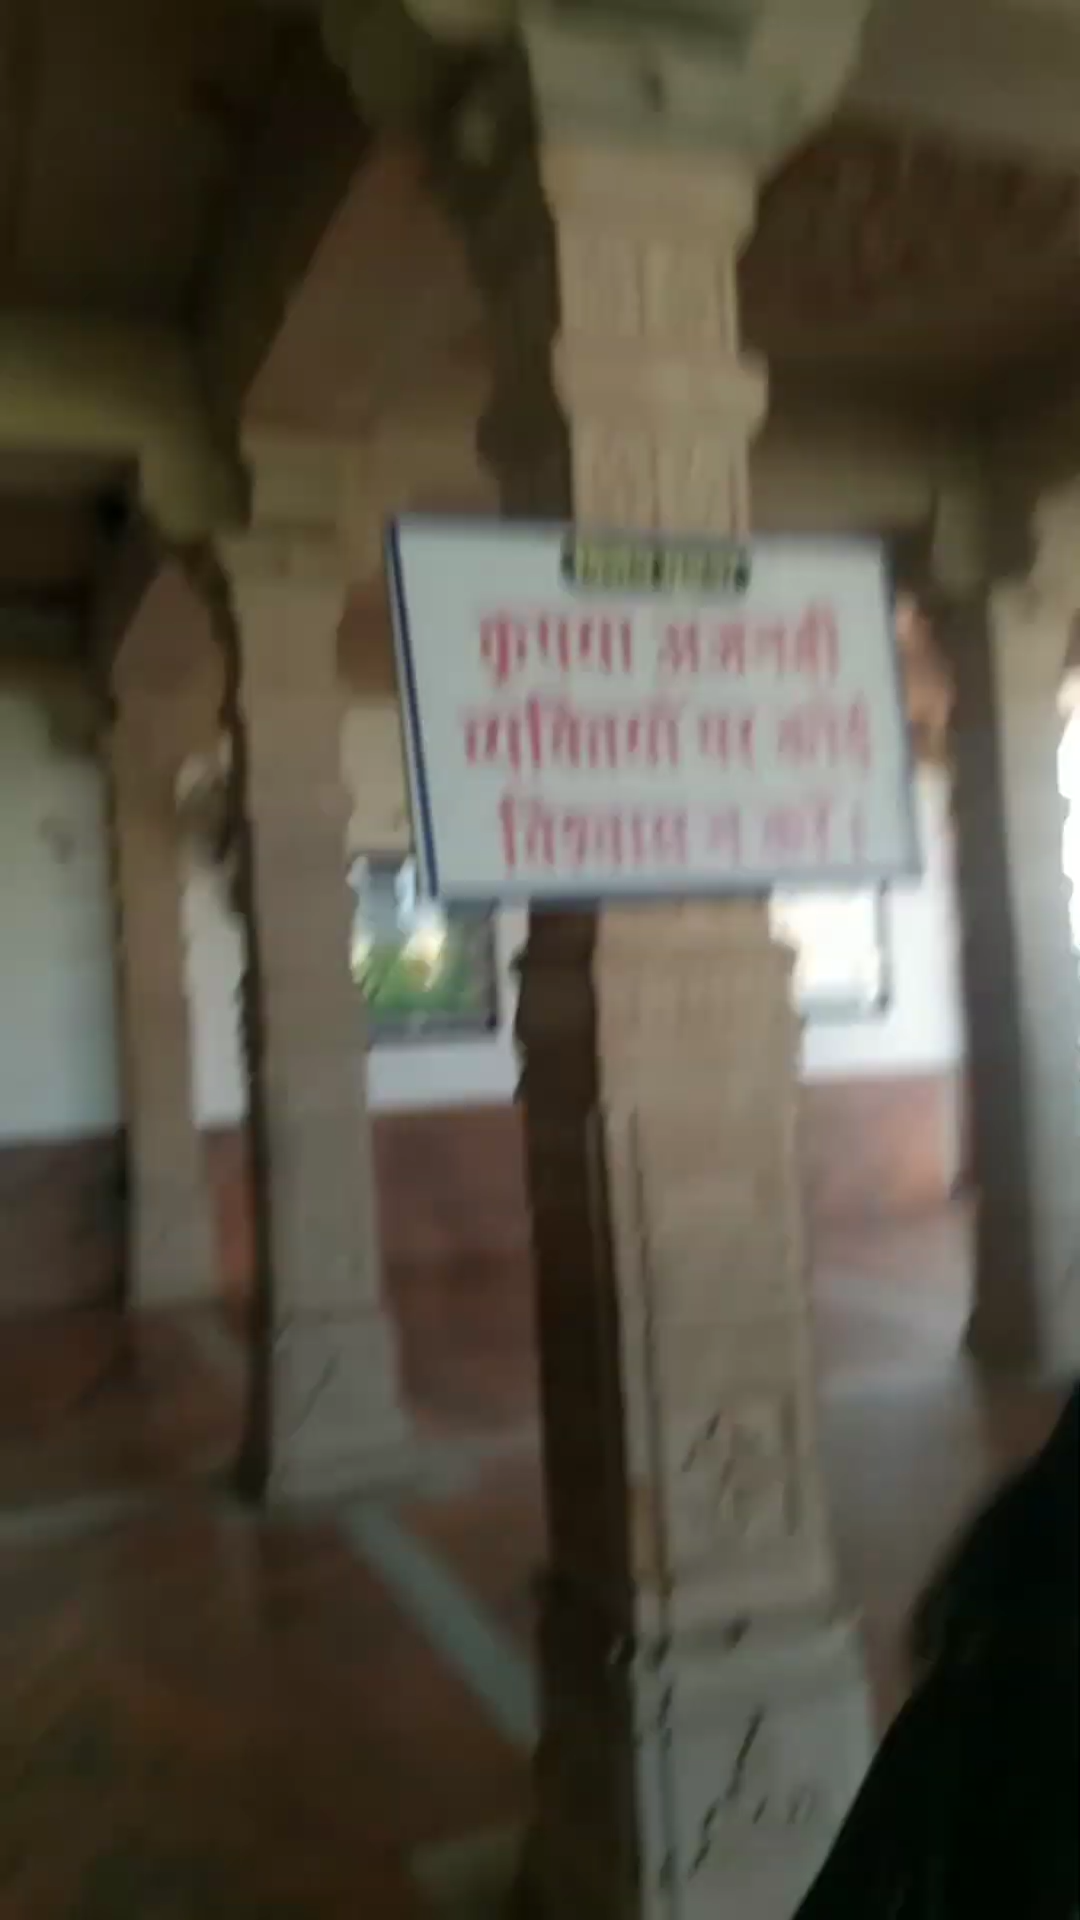 कृपया अजनबी
व्यक्तियों पर कोई
विश्वास न करें।